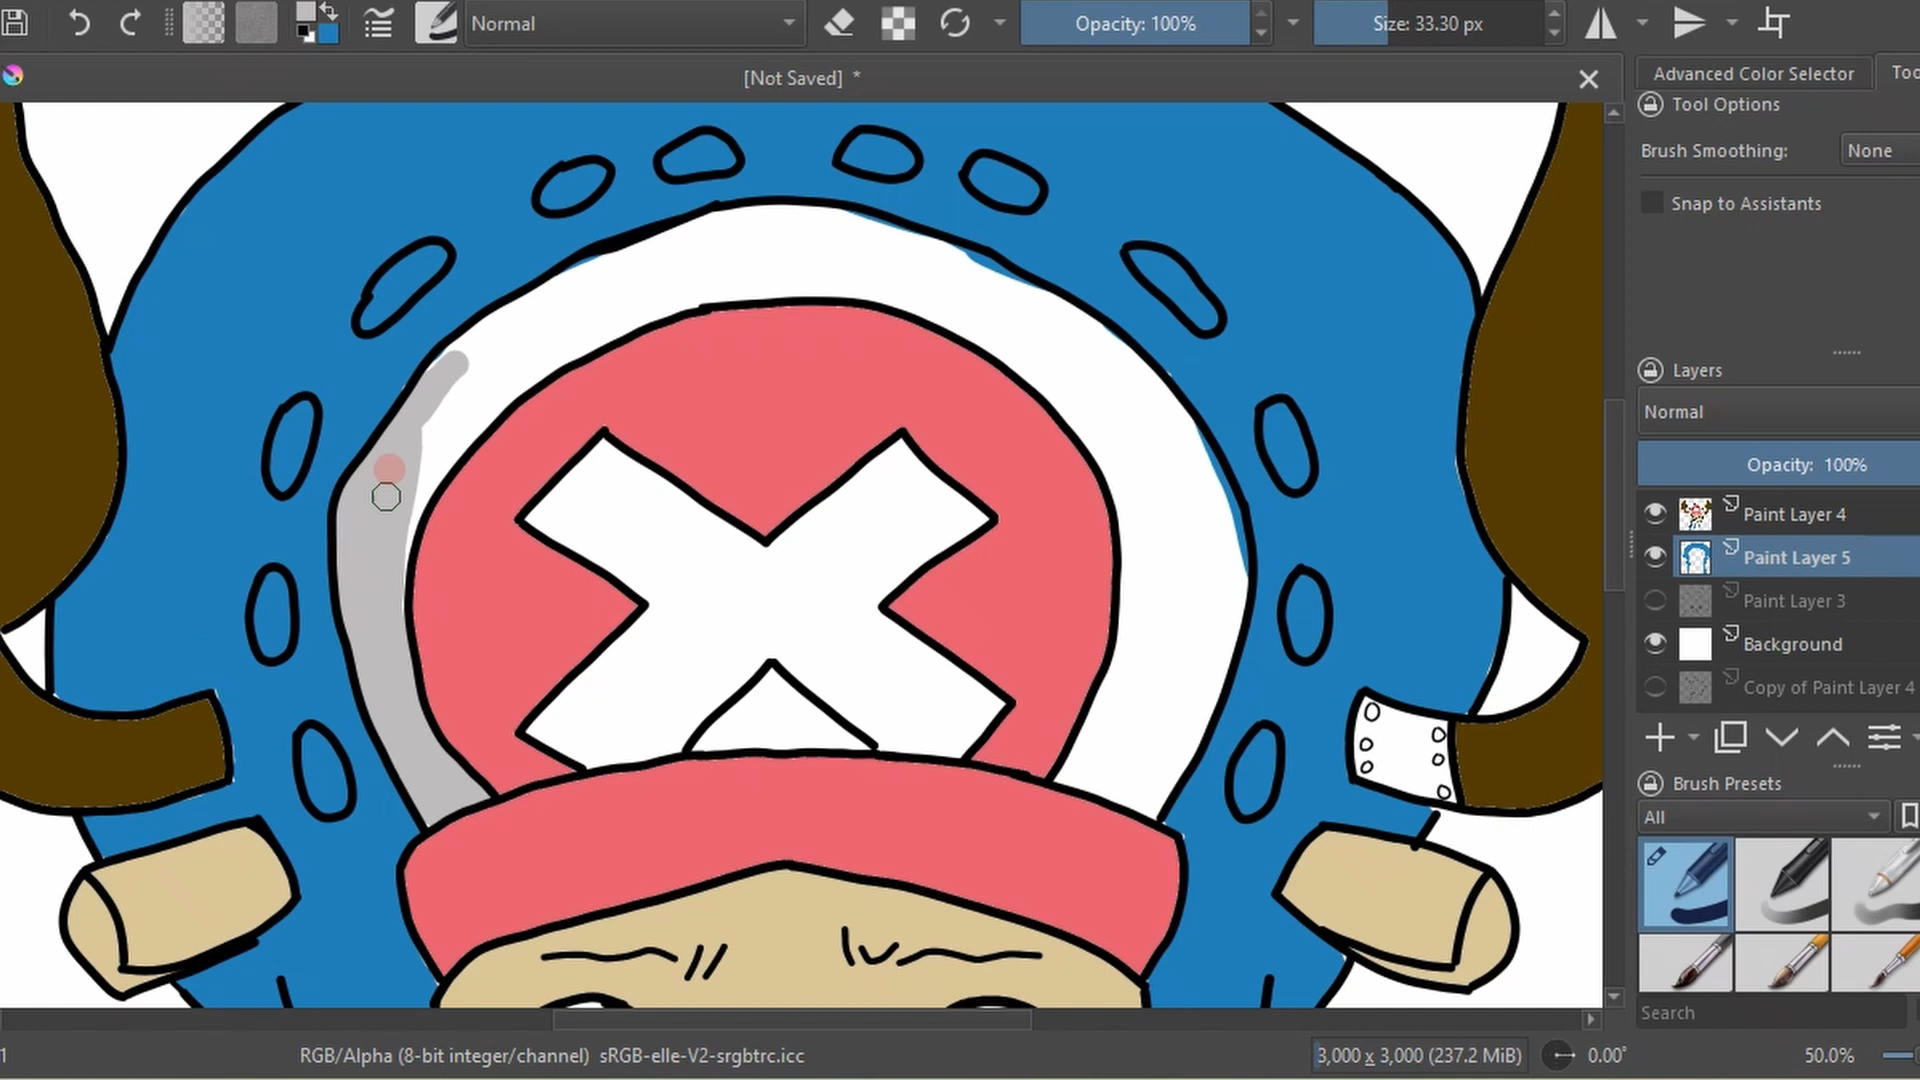 Normal
Opacity: 100%
Size: 33.30 px
[Not Saved] *
Advanced Color Selector
Too
Tool Options
Brush Smoothing:
None
Snap to Assistants
Layers
Normal
Opacity: 100%
Paint Layer 4
Paint Layer 5
Paint Layer 3
Background
Copy of Paint Layer 4
Brush Presets
All
Search
1
RGB/Alpha (8-bit integer/channel) sRGB-elle-V2-srgbtrc.icc
3,000 x 3,000 (237.2 MiB)
0.00°
50.0%